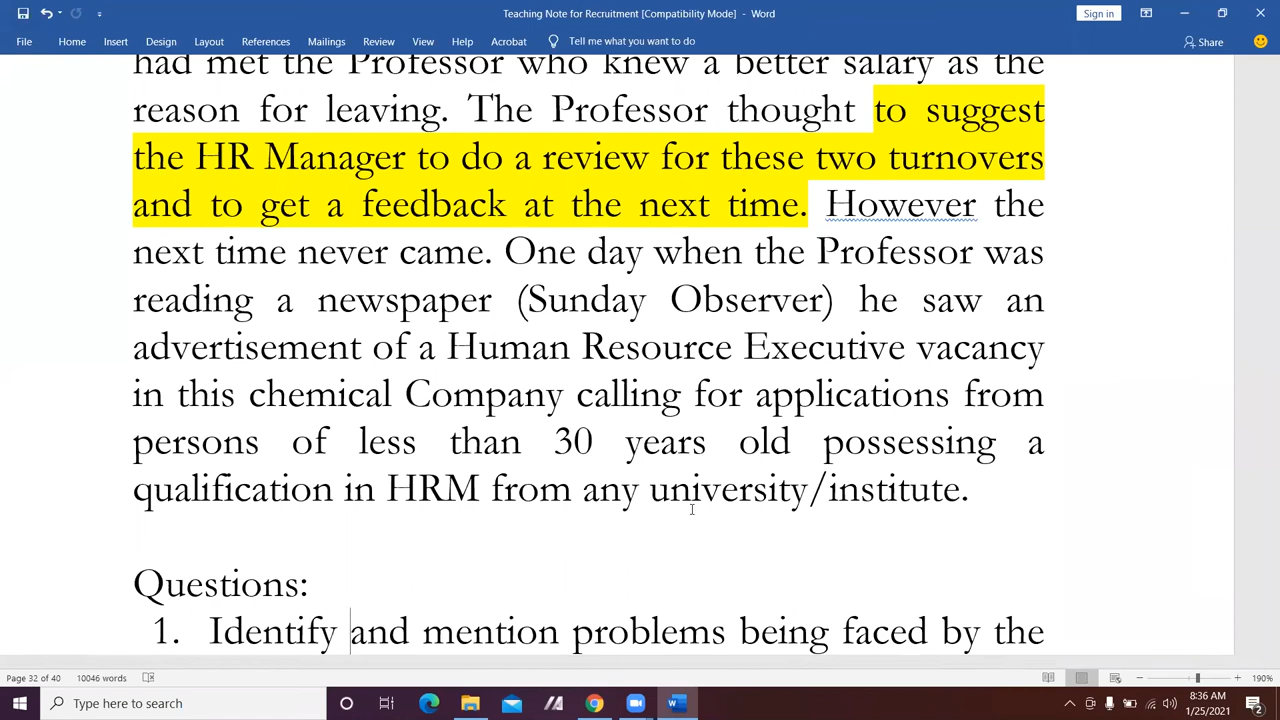 Teaching Note for Recruitment [Compatibility Mode] - Word
Sign in
File Home Insert Design Layout References Mailings Review View Help Acrobat Tell me what you want to do Share
had met the Professor who knew a better salary as the
reason for leaving. The Professor thought to suggest
the HR Manager to do a review for these two turnovers
and to get a feedback at the next time. However the
next time never came. One day when the Professor was
reading a newspaper (Sunday Observer) he saw an
advertisement of a Human Resource Executive vacancy
in this chemical Company calling for applications from
persons of less than 30 years old possessing a
qualification in HRM from any university/institute.
Questions:
1. Identify and mention problems being faced by the
Page 32 of 40 10046 words 190%
Type here to search
8:36 AM
1/25/2021
2